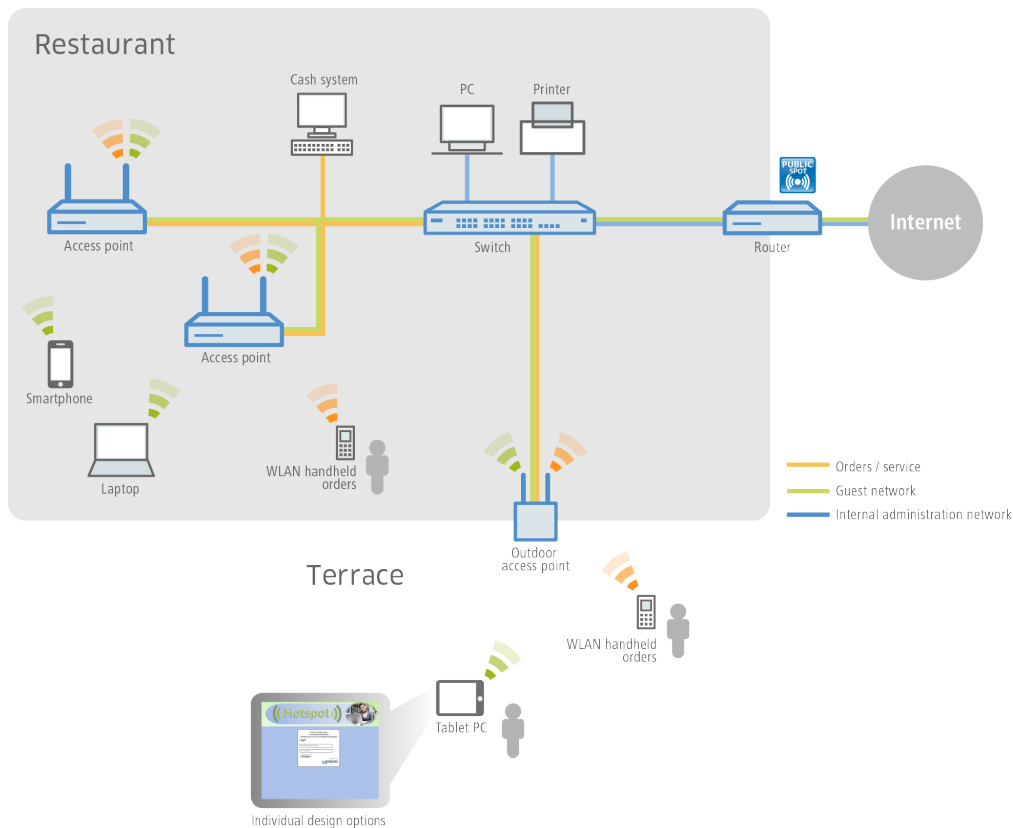 Restaurant
Cash system
PC
Printer
PUBLIC
SPOT
Access point
Switch
Router
Internet
Access point
Smartphone
Laptop
WLAN handheld
orders
Orders / service
Guest network
Internal administration network
Outdoor
access point
Terrace
WLAN handheld
orders
Tablet PC
Hotspot
Individual design options